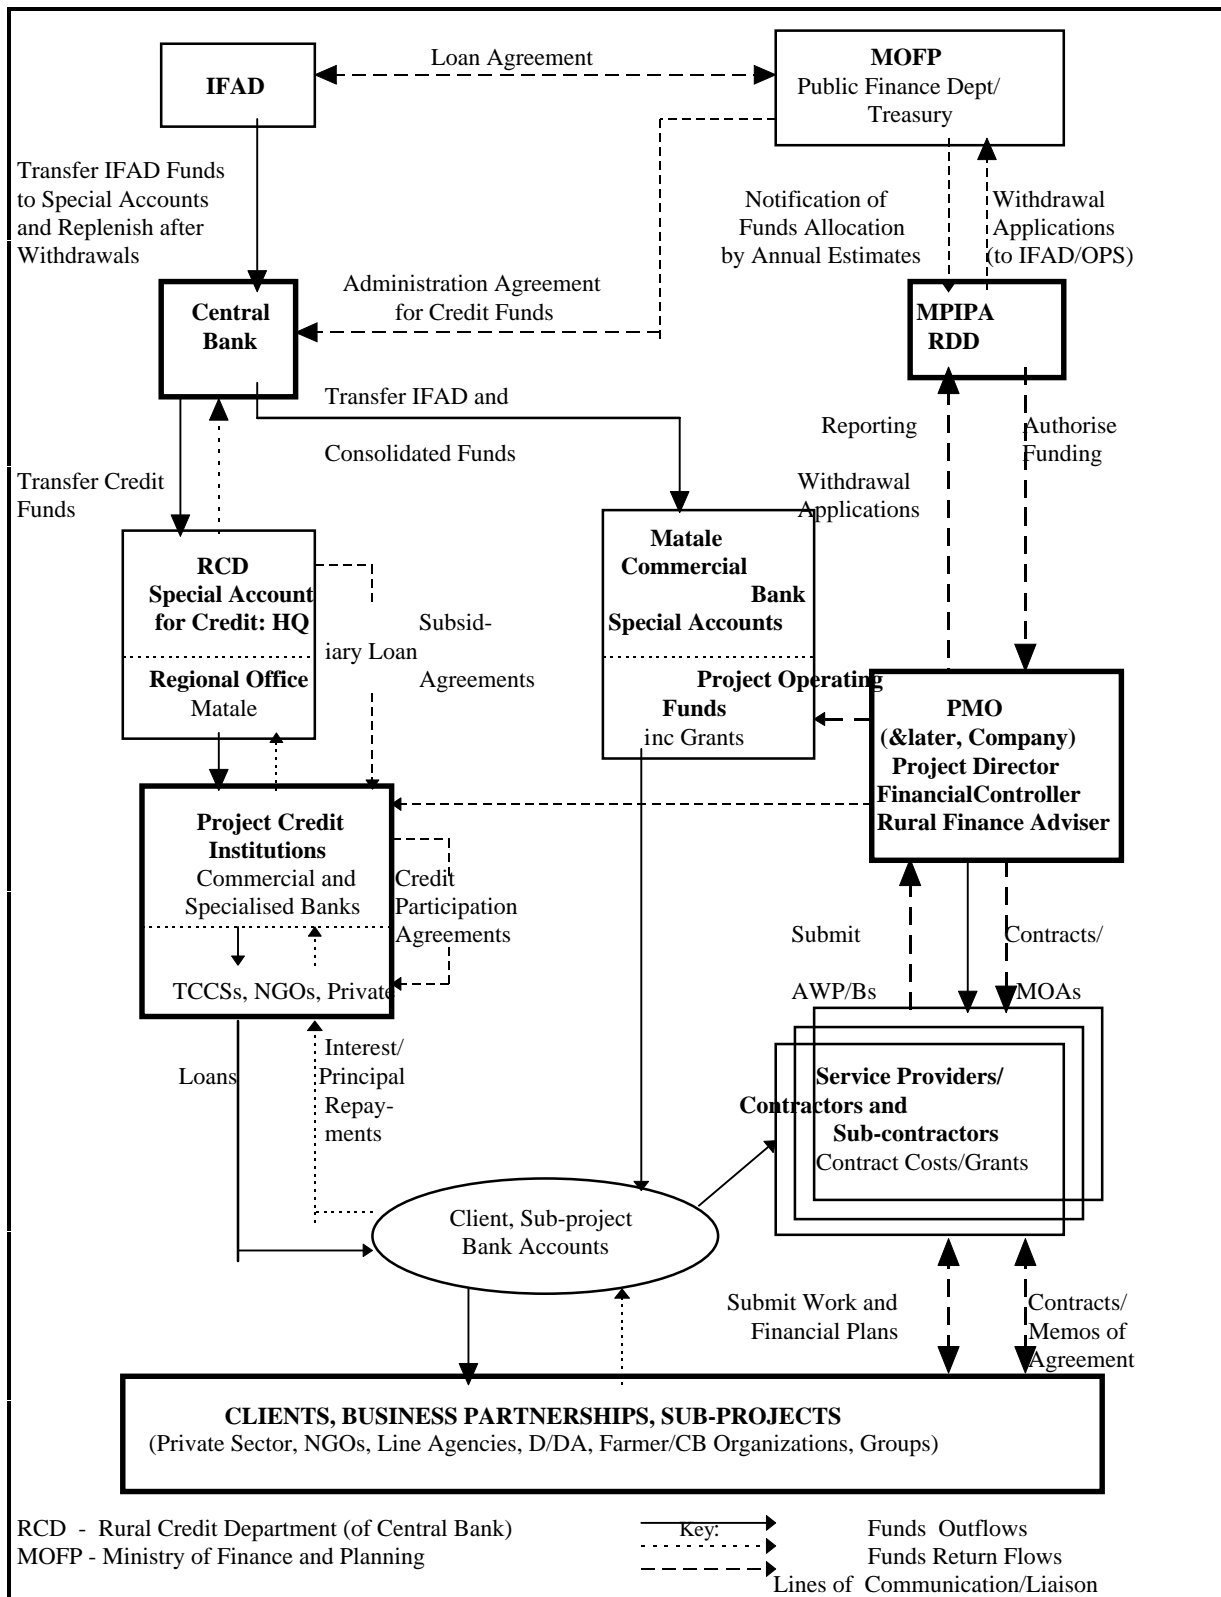 Loan Agreement
IFAD
MOFP
Public Finance Dept/
Treasury
Transfer IFAD Funds
to Special Accounts
and Replenish after
Withdrawals
Notification of
Funds Allocation
by Annual Estimates
Withdrawal
Applications
(to IFAD/OPS)
Administration Agreement
for Credit Funds
Central
Bank
MPIPA
RDD
Transfer IFAD and
Consolidated Funds
Reporting
Withdrawal
Applications
Authorise
Funding
Transfer Credit
Funds
RCD
Special Account
for Credit: HQ
Regional Office
Matale
Subsid-
iary Loan
Agreements
Matale
Commercial
Bank
Special Accounts
Project Operating
Funds
inc Grants
PMO
(&later, Company)
Project Director
FinancialController
Rural Finance Adviser
Project Credit
Institutions
Commercial and
Specialised Banks
TCCSs, NGOs, Private
Credit
Participation
Agreements
Submit
AWP/Bs
Contracts/
MOAs
Loans
Interest/
Principal
Repay-
ments
Service Providers/
Contractors and
Sub-contractors
Contract Costs/Grants
Client, Sub-project
Bank Accounts
Submit Work and
Financial Plans
Contracts/
Memos of
Agreement
CLIENTS, BUSINESS PARTNERSHIPS, SUB-PROJECTS
(Private Sector, NGOs, Line Agencies, D/DA, Farmer/CB Organizations, Groups)
RCD - Rural Credit Department (of Central Bank)
MOFP - Ministry of Finance and Planning
Key:
Funds Outflows
Funds Return Flows
Lines of Communication/Liaison